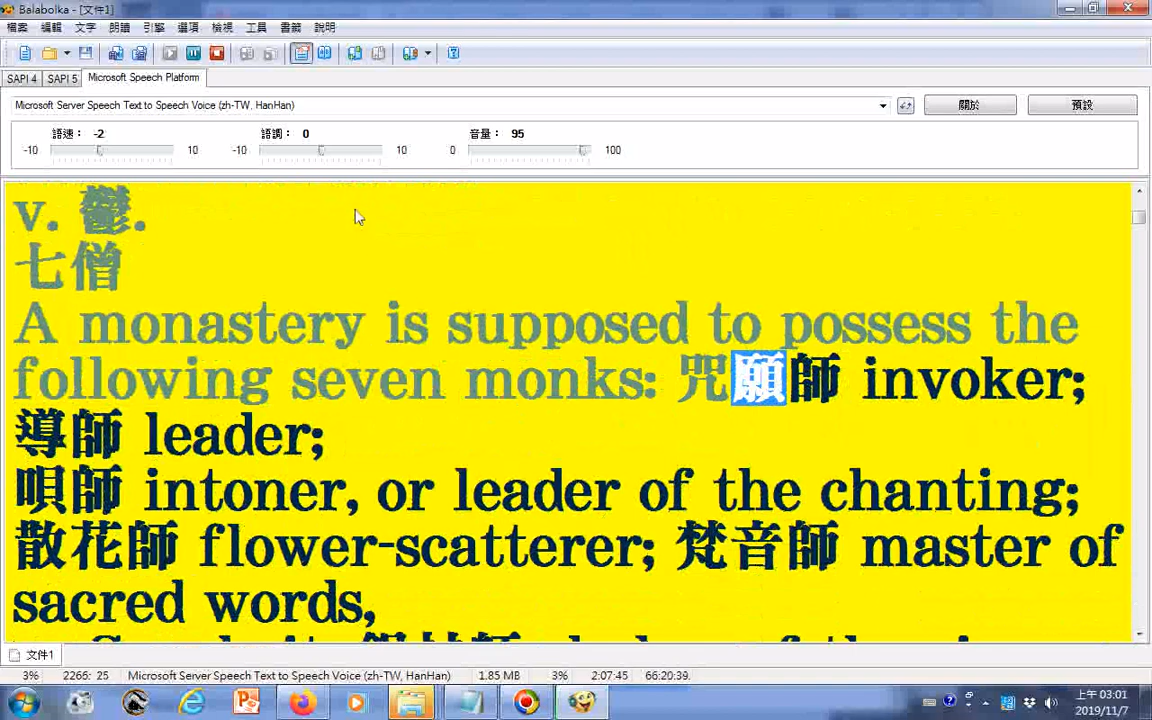 Balabolka - [文件1]
檔案 編輯 文字 朗讀 引擎 選項 檢視 工具 書籤 說明
SAPI 4 SAPI 5 Microsoft Speech Platform
Microsoft Server Speech Text to Speech Voice (zh-TW, HanHan) 關於 預設
語速： -2 語調： 0 音量： 95
-10 10 -10 10 0 100
v. 鬱.
七僧
A monastery is supposed to possess the
following seven monks: 咒願師 invoker;
導師 leader;
唄師 intoner, or leader of the chanting;
散花師 flower-scatterer; 梵音師 master of
sacred words,
文件1
3% 2266: 25 Microsoft Server Speech Text to Speech Voice (zh-TW, HanHan) 1.85 MB 3% 2:07:45 66:20:39.
上午 03:01
2019/11/7